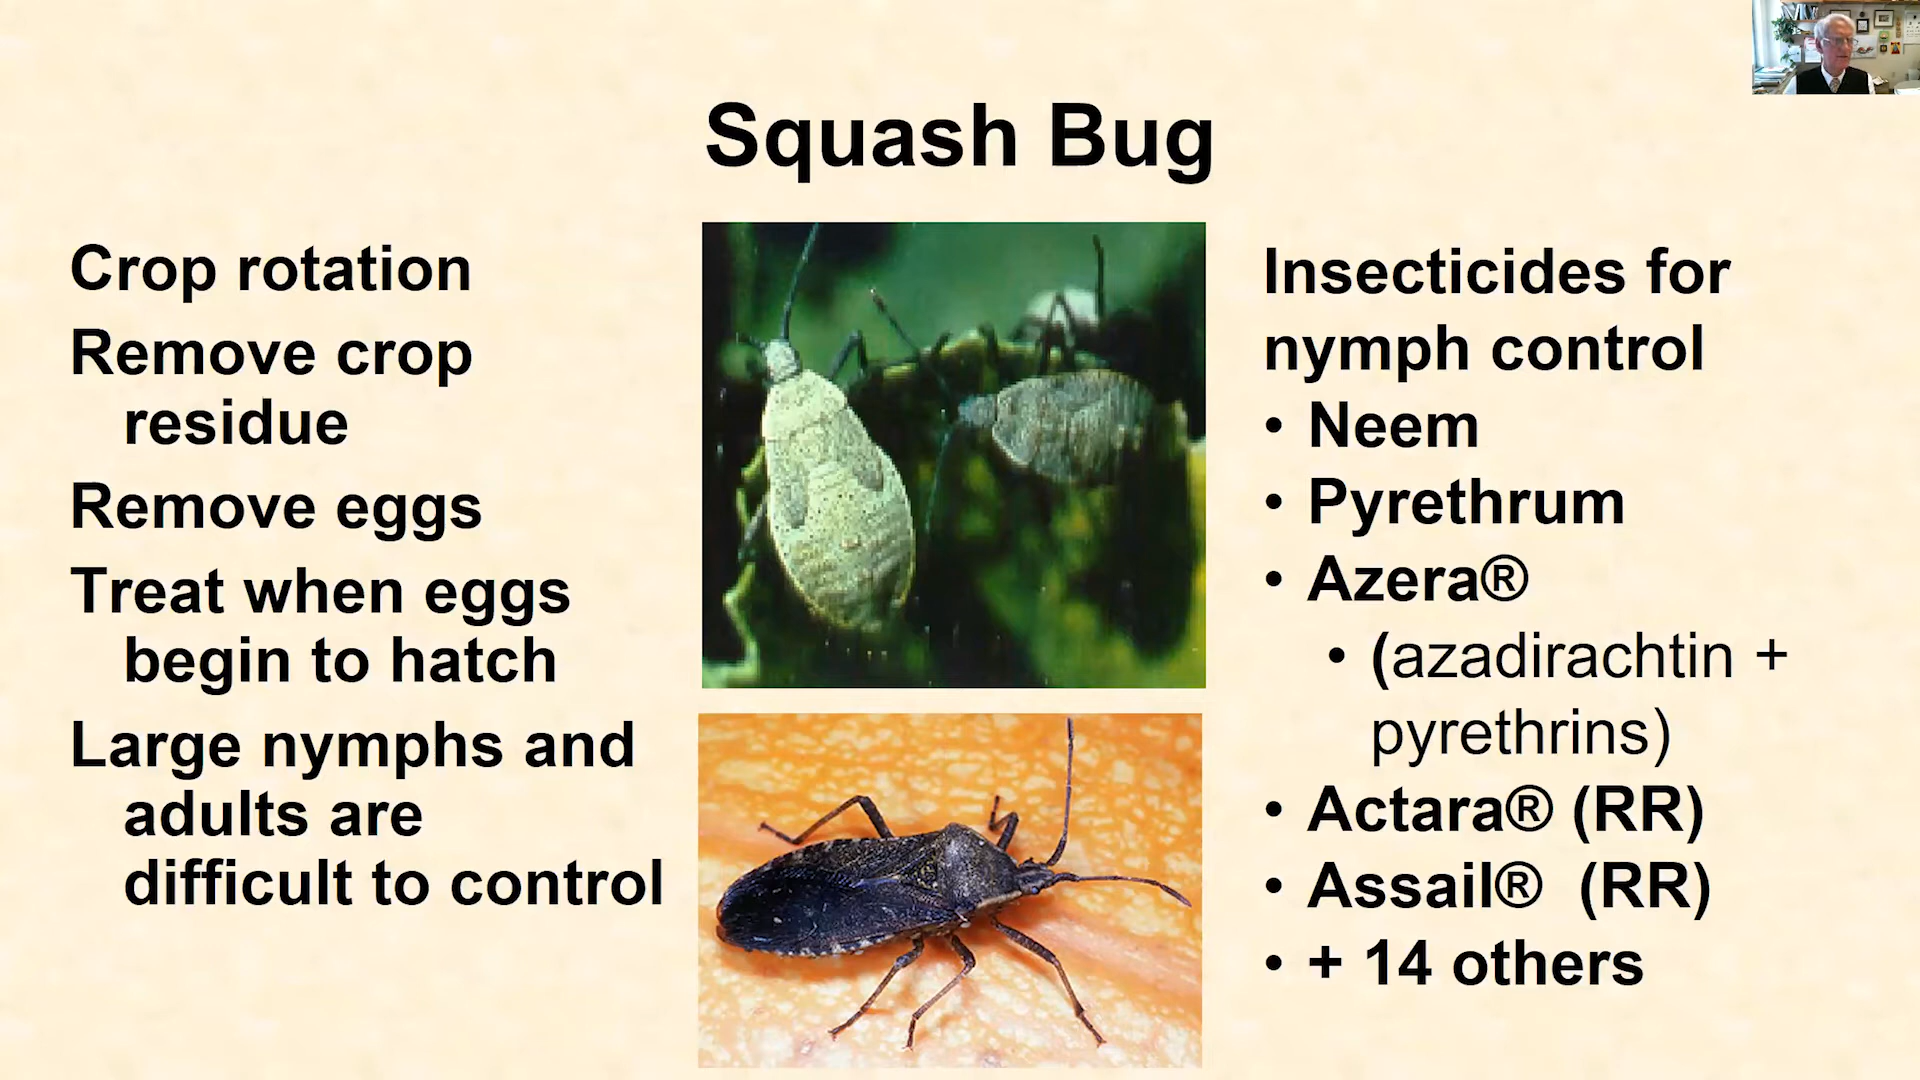 Squash Bug
Crop rotation
Remove crop
residue
Remove eggs
Treat when eggs
begin to hatch
Large nymphs and
adults are
difficult to control
Insecticides for
nymph control
• Neem
• Pyrethrum
• Azera®
• (azadirachtin +
pyrethrins)
• Actara® (RR)
• Assail® (RR)
• + 14 others